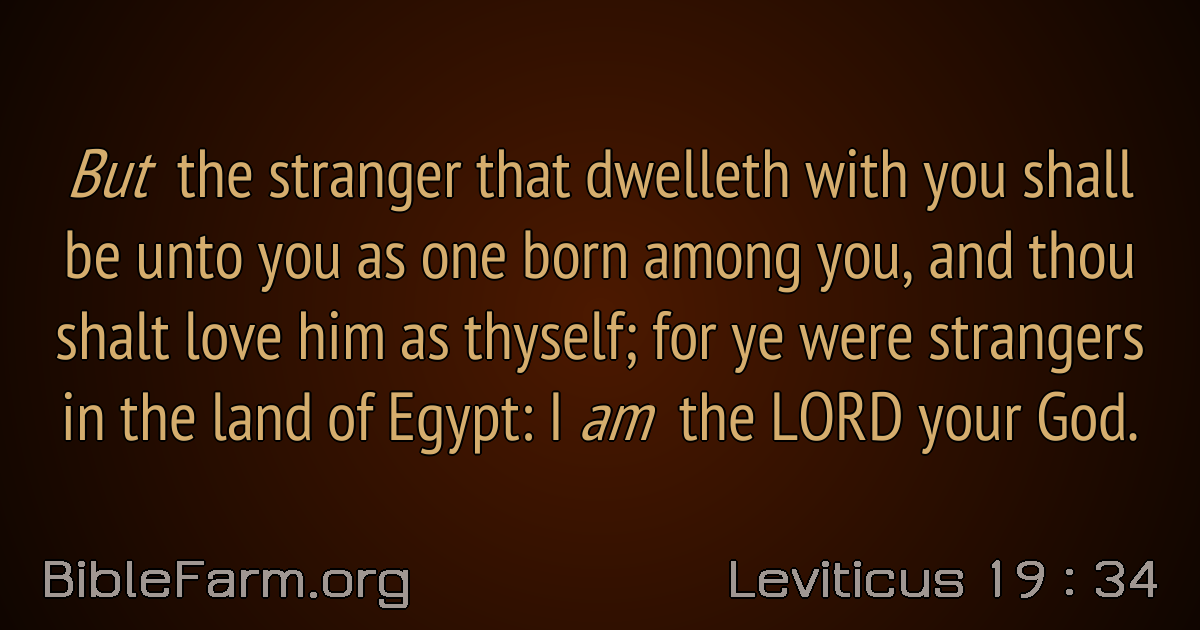 But the stranger that dwelleth with you shall
be unto you as one born among you, and thou
shalt love him as thyself; for ye were strangers
in the land of Egypt: I am the LORD your God.
BibleFarm.org
Leviticus 19 : 34